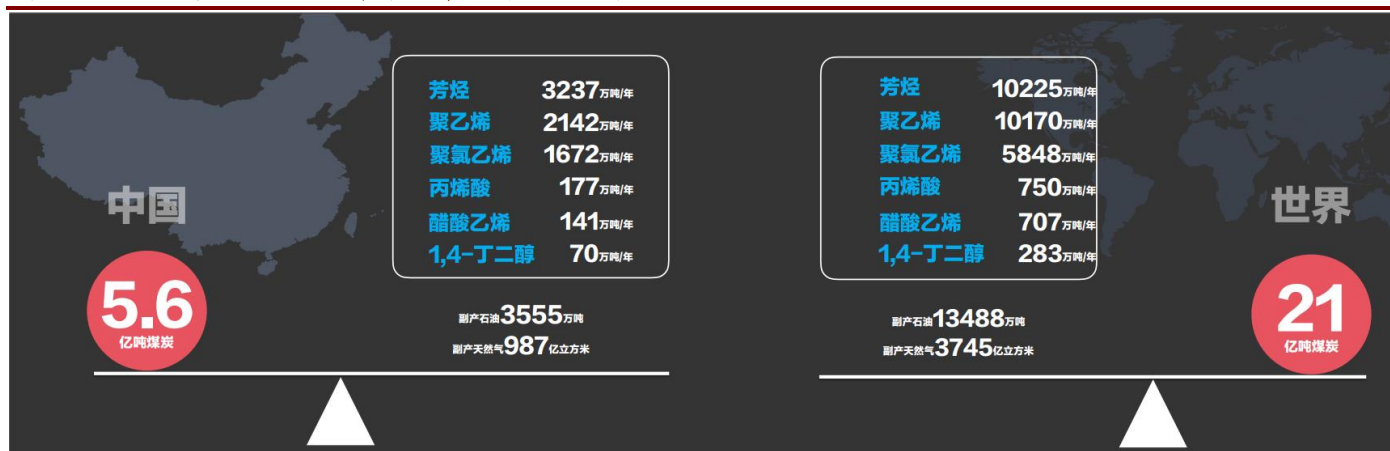 芳烃 3237万吨/年
聚乙烯 2142万吨/年
聚氯乙烯 1672万吨/年
丙烯酸 177万吨/年
醋酸乙烯 141万吨/年
1,4-丁二醇 70万吨/年
中国
5.6
亿吨煤炭
副产石油3555万吨
副产天然气987亿立方米
芳烃 10225万吨/年
聚乙烯 10170万吨/年
聚氯乙烯 5848万吨/年
丙烯酸 750万吨/年
醋酸乙烯 707万吨/年
1,4-丁二醇 283万吨/年
世界
21
亿吨煤炭
副产石油13488万吨
副产天然气3745亿立方米